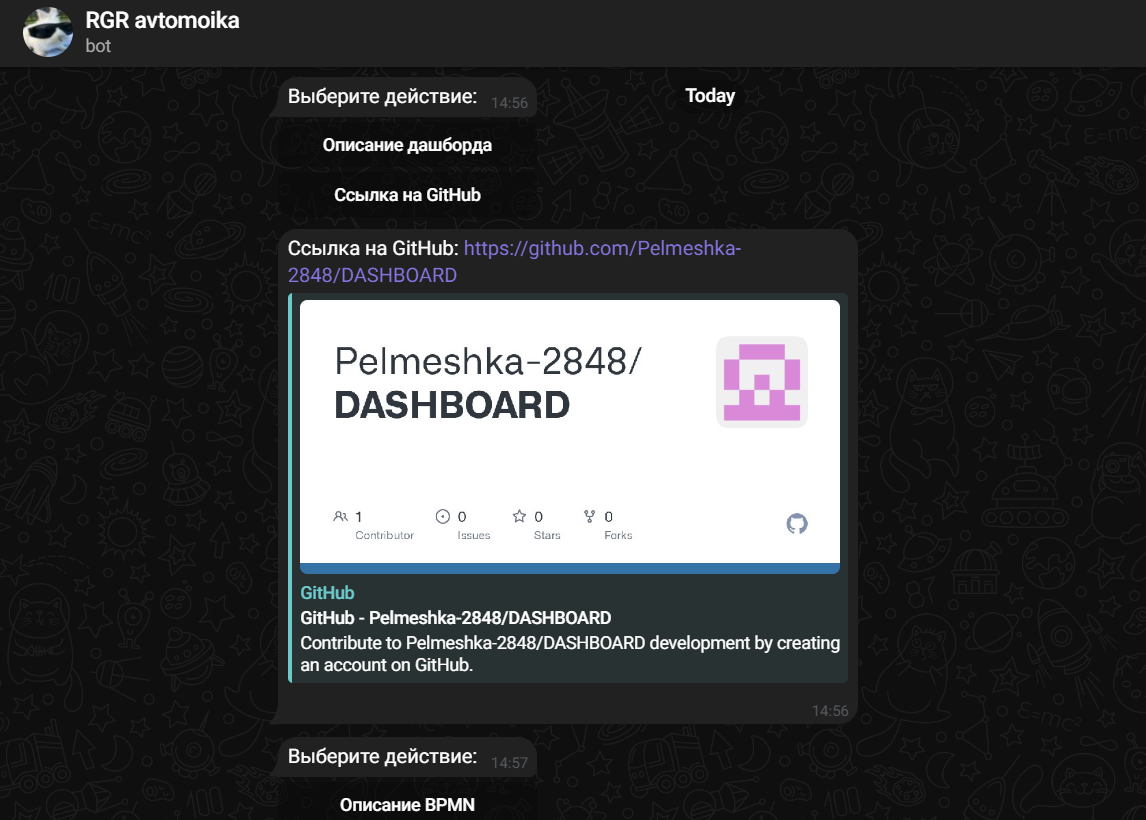 RGR avtomoika
bot
Выберите действие: 14:56
Today
Описание дашборда
Ссылка на GitHub
Ссылка на GitHub: https://github.com/Pelmeshka-
2848/DASHBOARD
Pelmeshka-2848/
DASHBOARD
1 0 0 0
Contributor Issues Stars Forks
GitHub
GitHub - Pelmeshka-2848/DASHBOARD
Contribute to Pelmeshka-2848/DASHBOARD development by creating
an account on GitHub.
14:56
Выберите действие: 14:57
Описание BPMN